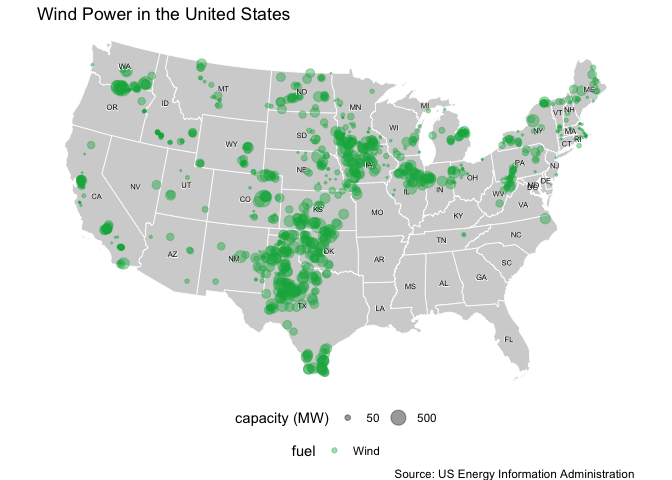 Wind Power in the United States
WA
MT
ND
MN
ME
OR
ID
VT
NH
MI
WI
SD
NY
MA
CT
RI
WY
IA
NE
PA
NJ
NV
UT
CO
IL
IN
OH
MD
DE
DC
WV
VA
CA
KS
MO
KY
TN
NC
AZ
NM
OK
AR
SC
MS
AL
GA
TX
LA
FL
capacity (MW) 50 500
fuel Wind
Source: US Energy Information Administration